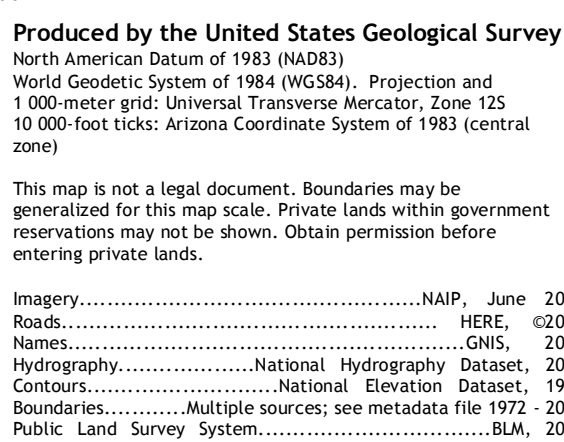 Produced by the United States Geological Survey
North American Datum of 1983 (NAD83)
World Geodetic System of 1984 (WGS84). Projection and
1 000-meter grid: Universal Transverse Mercator, Zone 12S
10 000-foot ticks: Arizona Coordinate System of 1983 (central
zone)
This map is not a legal document. Boundaries may be
generalized for this map scale. Private lands within government
reservations may not be shown. Obtain permission before
entering private lands.
Imagery.................................................NAIP, June 20
Roads...................................................... HERE, ©20
Names.........................................................GNIS, 20
Hydrography....................National Hydrography Dataset, 20
Contours............................National Elevation Dataset, 19
Boundaries............Multiple sources; see metadata file 1972 - 20
Public Land Survey System..................................BLM, 20